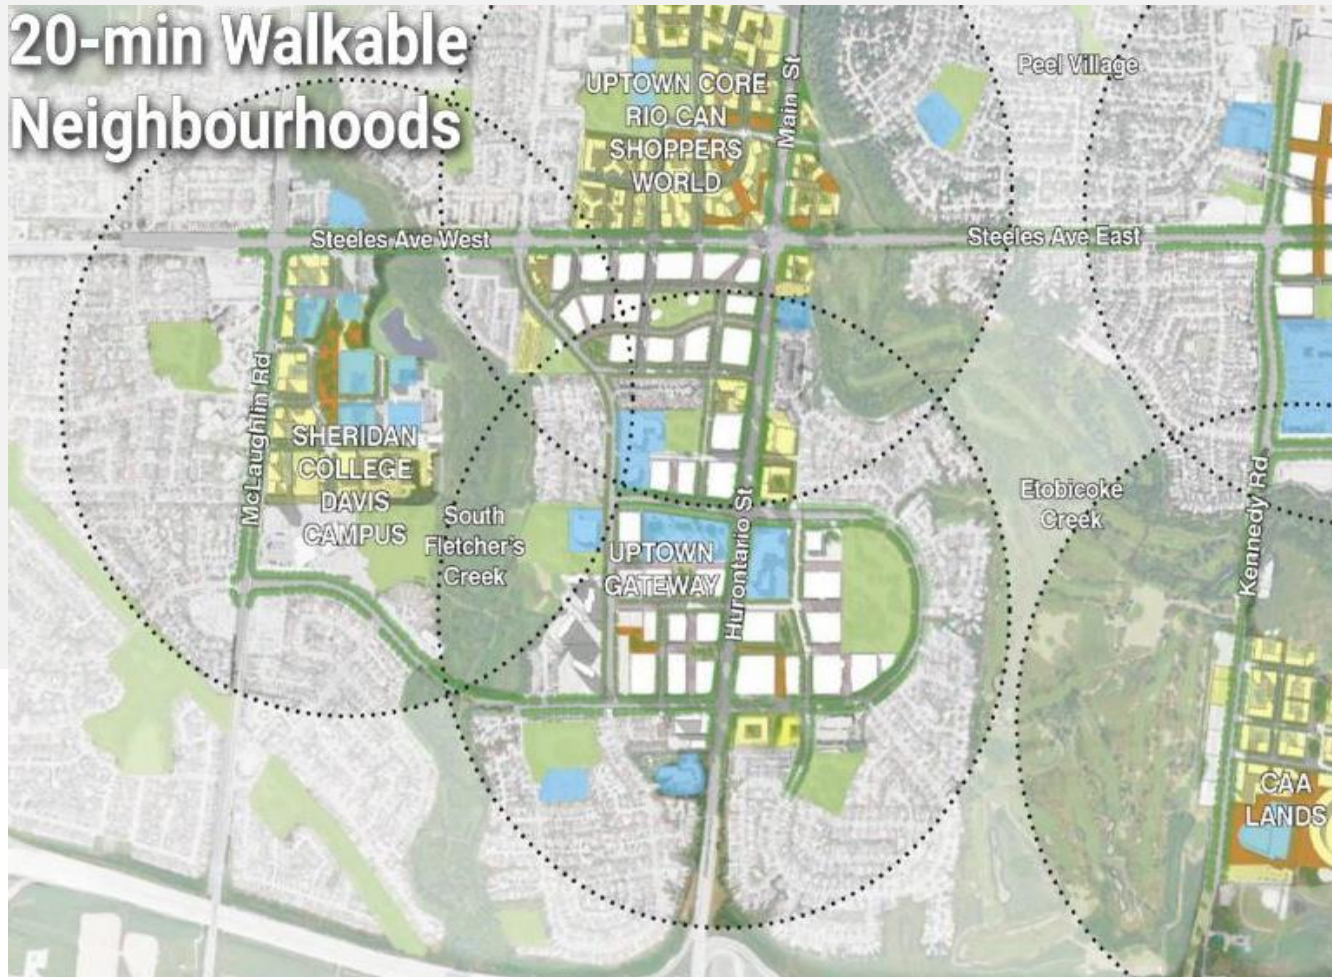 20-min Walkable
Neighbourhoods
UPTOWN CORE
RIO CAN
SHOPPERS
WORLD
Main St
Peel Village
Steeles Ave West
Steeles Ave East
McLaughlin Rd
SHERIDAN
COLLEGE
DAVIS
CAMPUS
South
Fletcher's
Creek
UPTOWN
GATEWAY
Hurontario St
Etobicoke
Creek
Kennedy Rd
CAA
LANDS